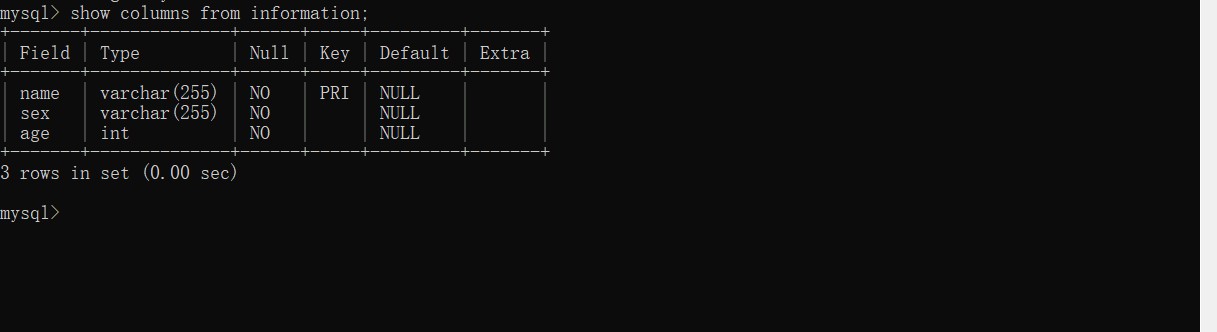 mysql> show columns from information;
+-------+--------------+------+-----+---------+-------+
| Field | Type         | Null | Key | Default | Extra |
+-------+--------------+------+-----+---------+-------+
| name  | varchar(255) | NO   | PRI | NULL    |       |
| sex   | varchar(255) | NO   |     | NULL    |       |
| age   | int          | NO   |     | NULL    |       |
+-------+--------------+------+-----+---------+-------+
3 rows in set (0.00 sec)
mysql>